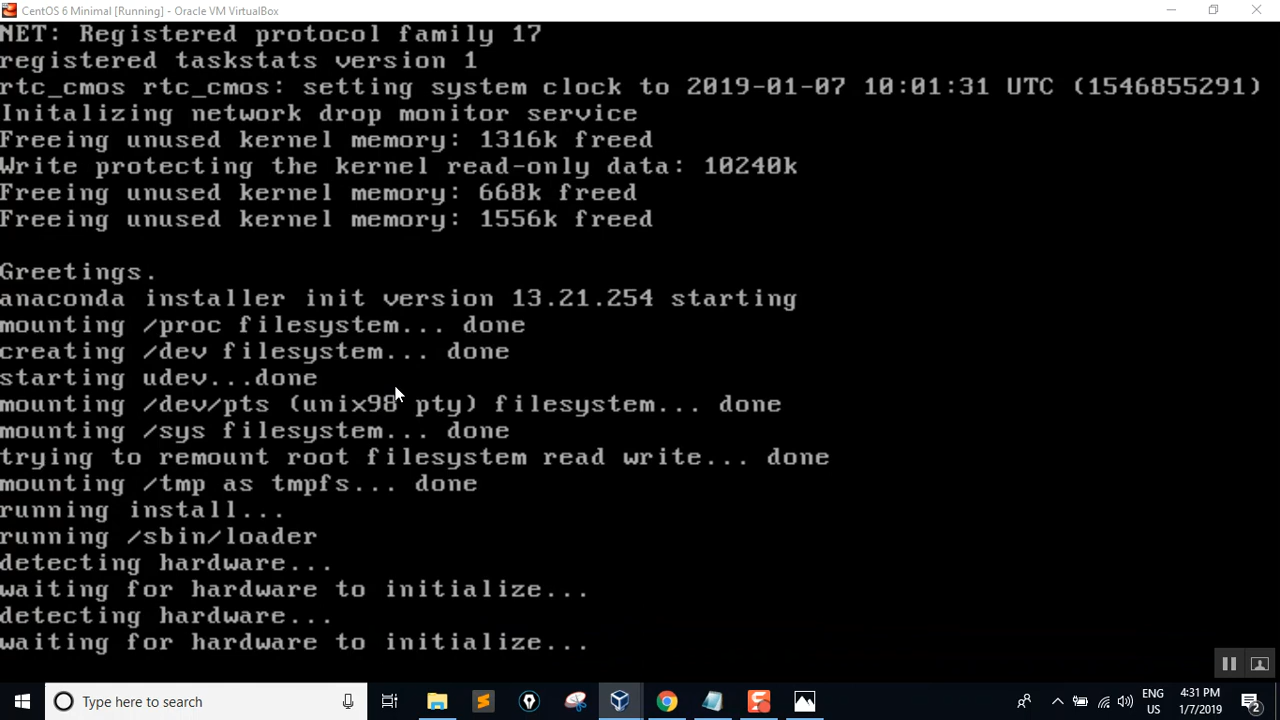 CentOS 6 Minimal [Running] - Oracle VM VirtualBox
NET: Registered protocol family 17
registered taskstats version 1
rtc_cmos rtc_cmos: setting system clock to 2019-01-07 10:01:31 UTC (1546855291)
Initalizing network drop monitor service
Freeing unused kernel memory: 1316k freed
Write protecting the kernel read-only data: 10240k
Freeing unused kernel memory: 668k freed
Freeing unused kernel memory: 1556k freed
Greetings.
anaconda installer init version 13.21.254 starting
mounting /proc filesystem... done
creating /dev filesystem... done
starting udev...done
mounting /dev/pts (unix98 pty) filesystem... done
mounting /sys filesystem... done
trying to remount root filesystem read write... done
mounting /tmp as tmpfs... done
running install...
running /sbin/loader
detecting hardware...
waiting for hardware to initialize...
detecting hardware...
waiting for hardware to initialize...
Type here to search
ENG
US
4:31 PM
1/7/2019
2